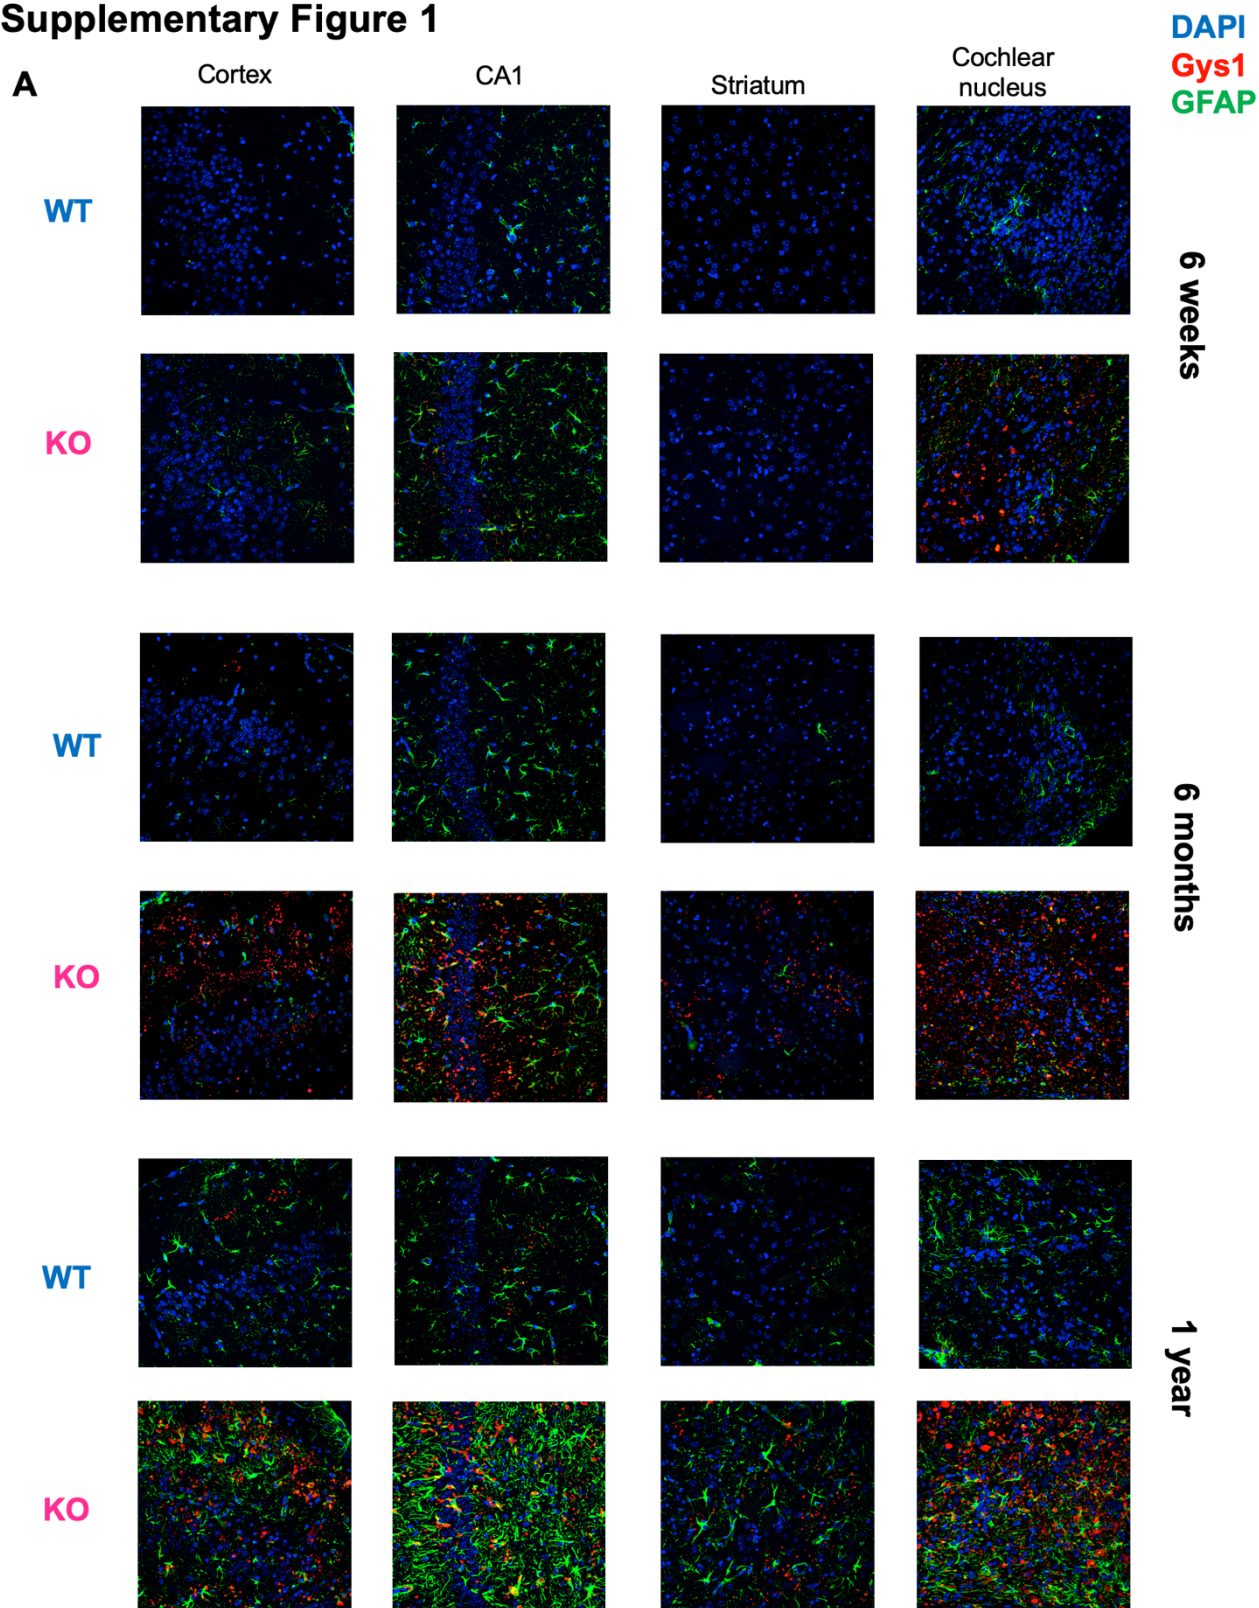 Supplementary Figure 1
DAPI
Gys1
GFAP
A
Cortex
CA1
Striatum
Cochlear
nucleus
WT
6 weeks
KO
WT
6 months
KO
WT
1 year
KO